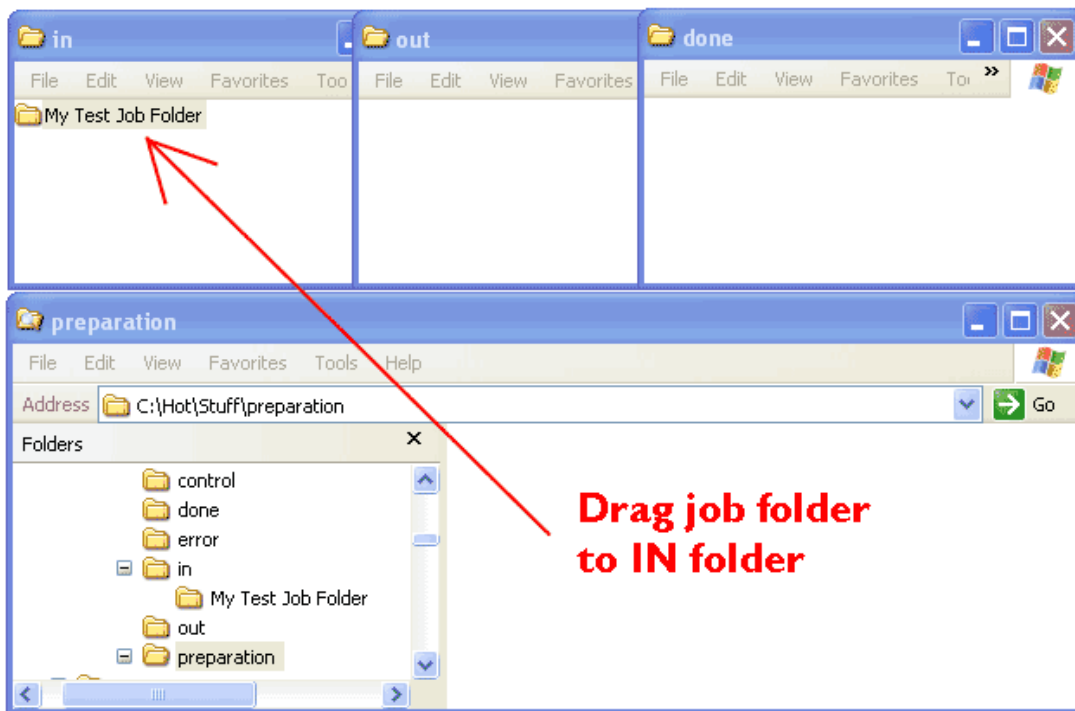 in
File Edit View Favorites Too
My Test Job Folder
out
File Edit View Favorites
done
File Edit View Favorites To »
preparation
File Edit View Favorites Tools Help
Address C:\Hot\Stuff\preparation Go
Folders
control
done
error
in
My Test Job Folder
out
preparation
Drag job folder
to IN folder